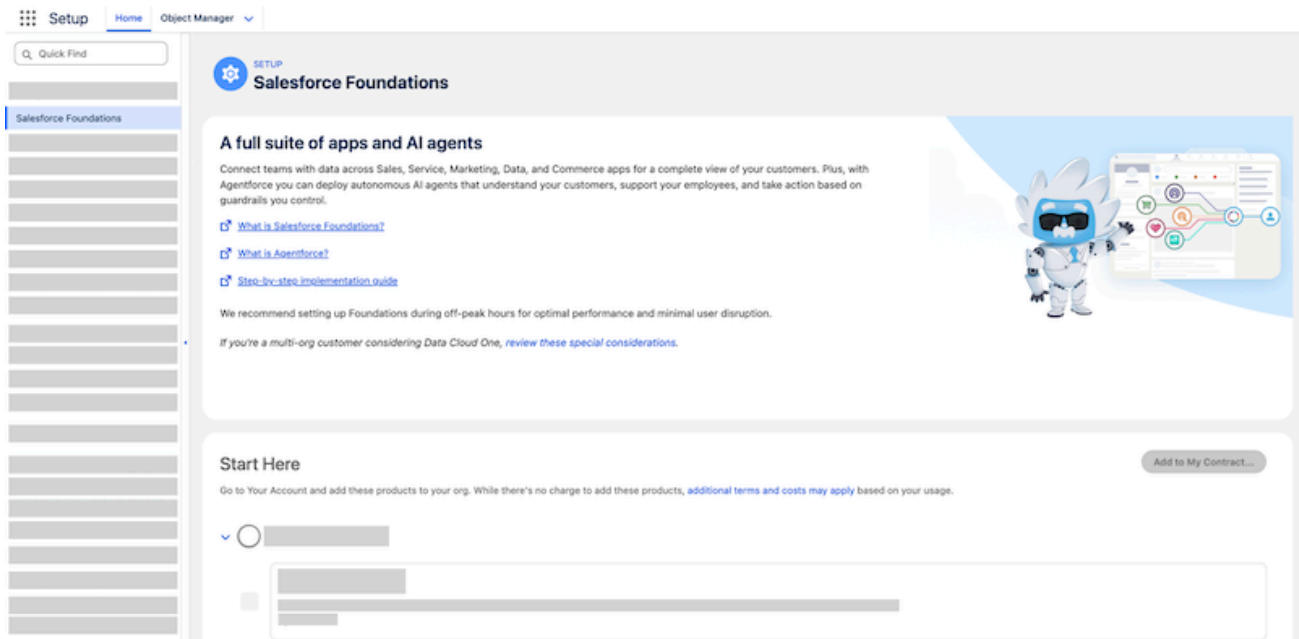 Setup
Home
Object Manager
Quick Find
Salesforce Foundations
SETUP
Salesforce Foundations
A full suite of apps and AI agents
Connect teams with data across Sales, Service, Marketing, Data, and Commerce apps for a complete view of your customers. Plus, with
Agentforce you can deploy autonomous AI agents that understand your customers, support your employees, and take action based on
guardrails you control.
What is Salesforce Foundations?
What is Agentforce?
Step-by-step implementation guide
We recommend setting up Foundations during off-peak hours for optimal performance and minimal user disruption.
If you're a multi-org customer considering Data Cloud One, review these special considerations.
Start Here
Add to My Contract...
Go to Your Account and add these products to your org. While there's no charge to add these products, additional terms and costs may apply based on your usage.